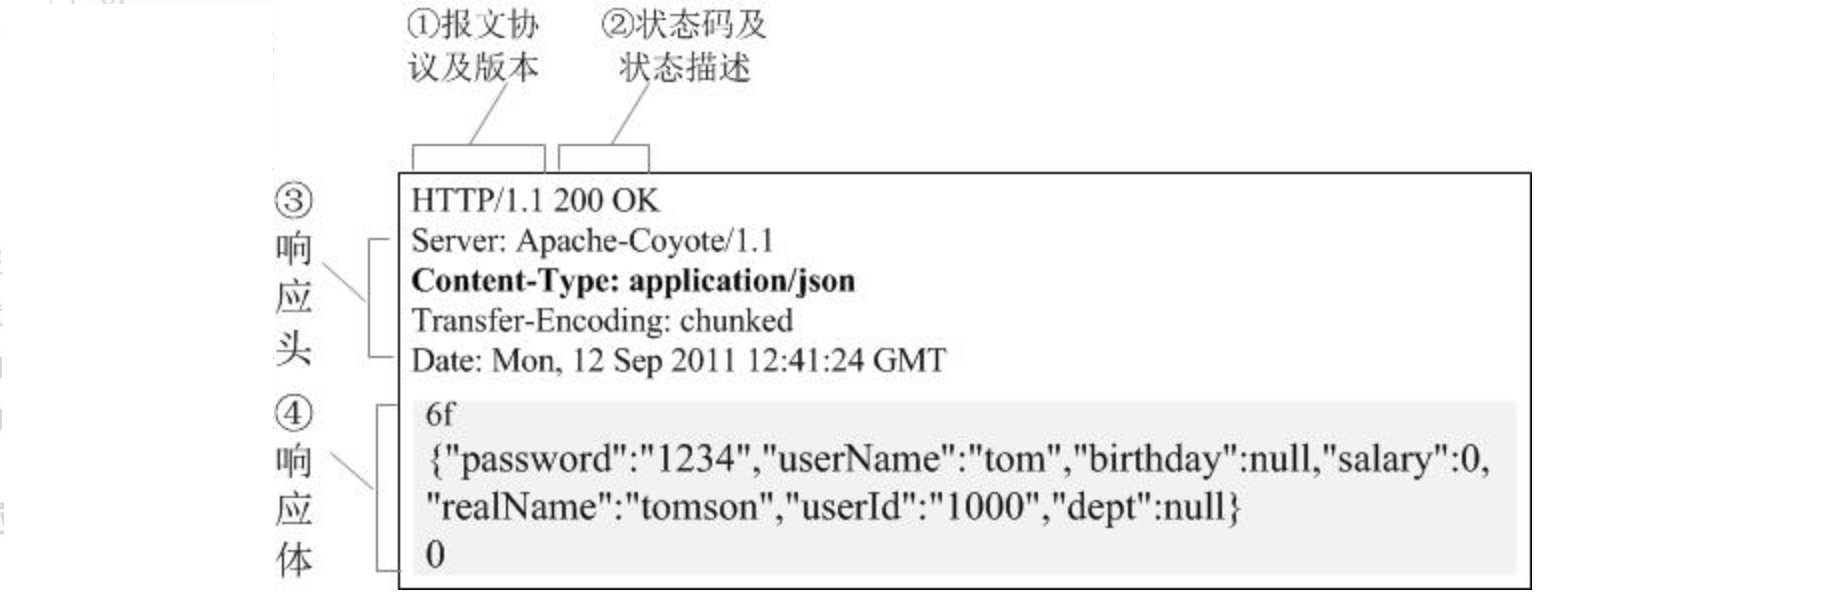 ①报文协
议及版本
②状态码及
状态描述
③
响
应
头
HTTP/1.1 200 OK
Server: Apache-Coyote/1.1
Content-Type: application/json
Transfer-Encoding: chunked
Date: Mon, 12 Sep 2011 12:41:24 GMT
④
响
应
体
6f
{"password":"1234","userName":"tom","birthday":null,"salary":0,
"realName":"tomson","userId":"1000","dept":null}
0